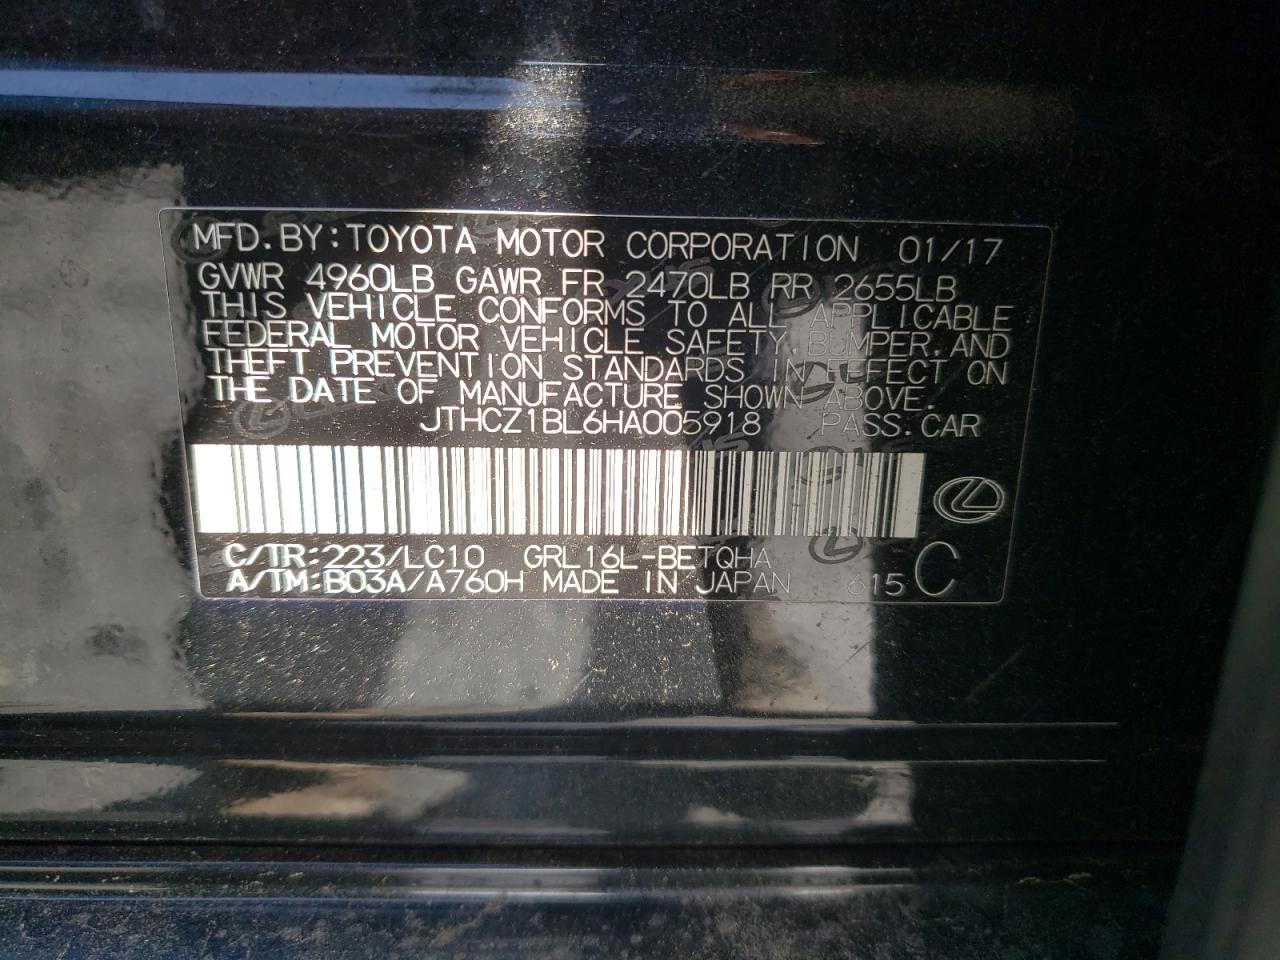 MFD.BY:TOYOTA MOTOR CORPORATION 01/17
GVWR 4960LB GAWR FR 2470LB RR 2655LB
THIS VEHICLE CONFORMS TO ALL APPLICABLE
FEDERAL MOTOR VEHICLE SAFETY,BUMPER,AND
THEFT PREVENTION STANDARDS IN EFFECT ON
THE DATE OF MANUFACTURE SHOWN ABOVE.
JTHCZ1BL6HA005918 PASS.CAR
C/TR:223/LC10 GRL16L-BETQHA
A/TM:B03A/A760H MADE IN JAPAN 615 C